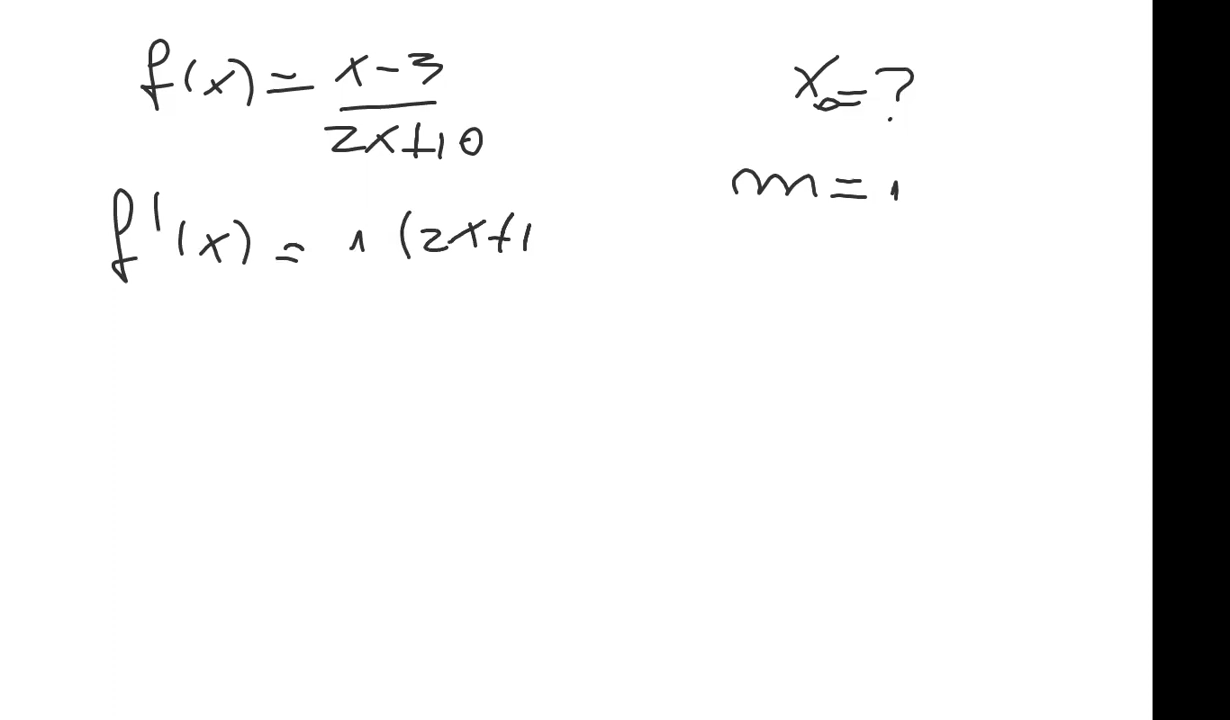 f(x) = x-3 / 2x+10
x₀ = ?
m = 1
f'(x) = 1 (2x+1